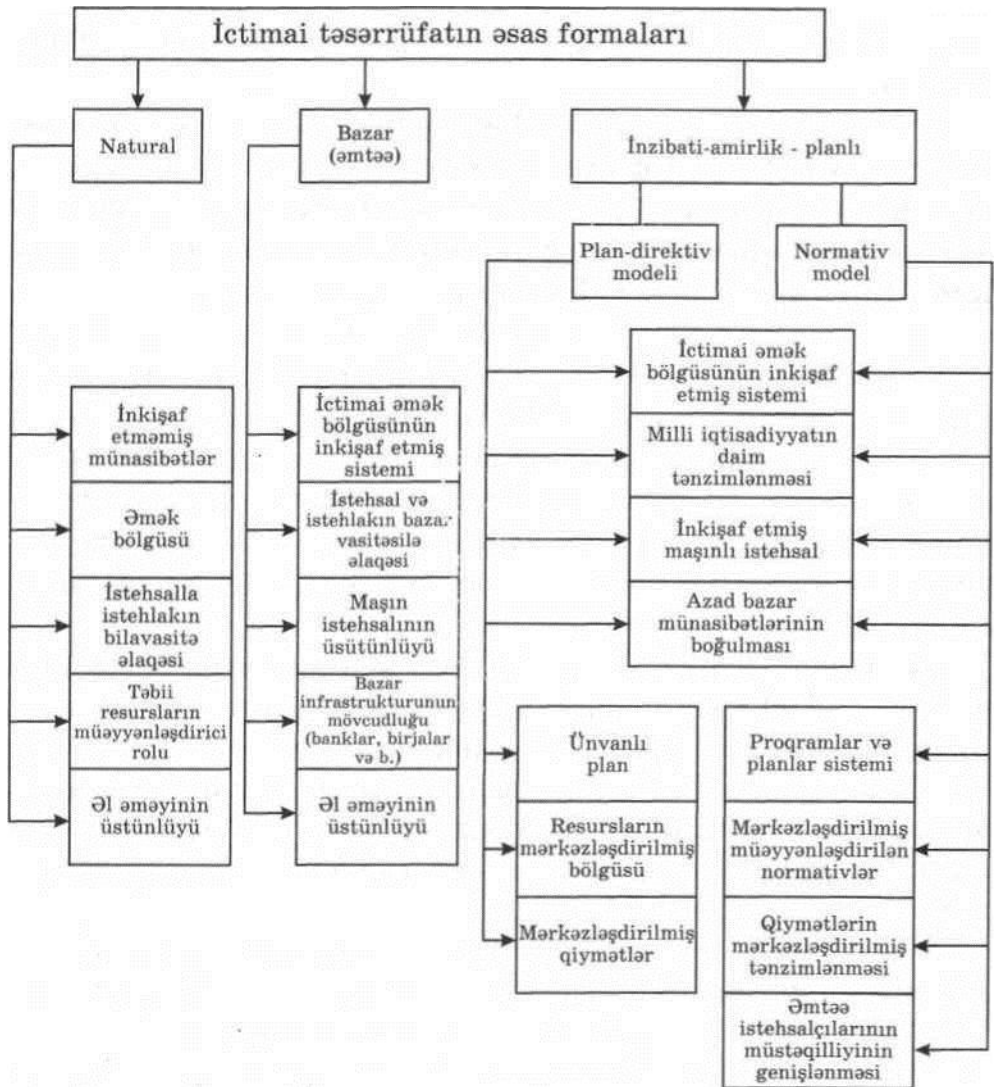 İctimai təsərrüfatın əsas formaları
Natural
Bazar
(əmtəə)
İnzibati-amirlik - planlı
Plan-direktiv
modeli
Normativ
model
İnkişaf
etməmiş
münasibətlər
Əmək
bölgüsü
İstehsalla
istehlakın
bilavasitə
əlaqəsi
Təbii
resursların
müəyyənləşdirici
rolu
Əl əməyinin
üstünlüyü
İctimai əmək
bölgüsünün
inkişaf etmiş
sistemi
İstehsal və
istehlakın bazar
vasitəsilə
əlaqəsi
Maşın
istehsalının
üsütünlüyü
Bazar
infrastrukturunun
mövcudluğu
(banklar, birjalar
və b.)
Əl əməyinin
üstünlüyü
İctimai əmək
bölgüsünün inkişaf
etmiş sistemi
Milli iqtisadiyyatın
daim
tənzimlənməsi
İnkişaf etmiş
maşınlı istehsal
Azad bazar
münasibətlərinin
boğulması
Ünvanlı
plan
Resursların
mərkəzləşdirilmiş
bölgüsü
Mərkəzləşdirilmiş
qiymətlər
Proqramlar və
planlar sistemi
Mərkəzləşdirilmiş
müəyyənləşdirilən
normativlər
Qiymətlərin
mərkəzləşdirilmiş
tənzimlənməsi
Əmtəə
istehsalçılarının
müstəqilliyinin
genişlənməsi